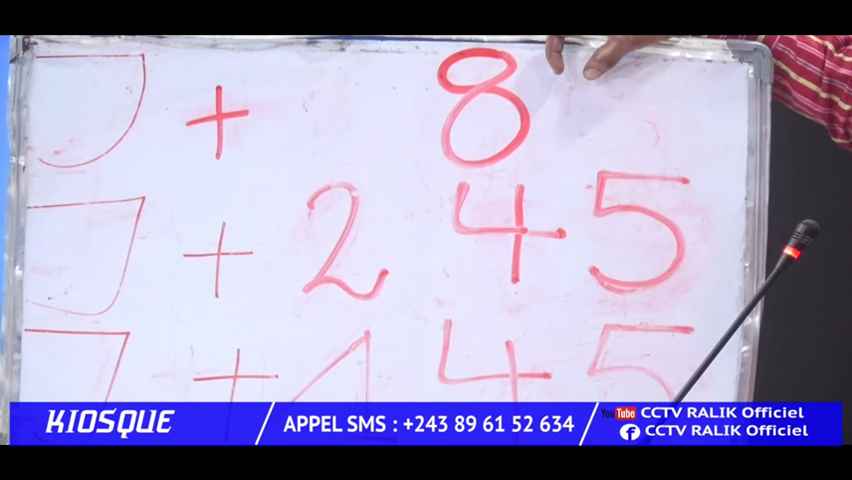 J + 8
J + 245
J + 145
KIOSQUE
APPEL SMS : +243 89 61 52 634
YouTube CCTV RALIK Officiel
CCTV RALIK Officiel